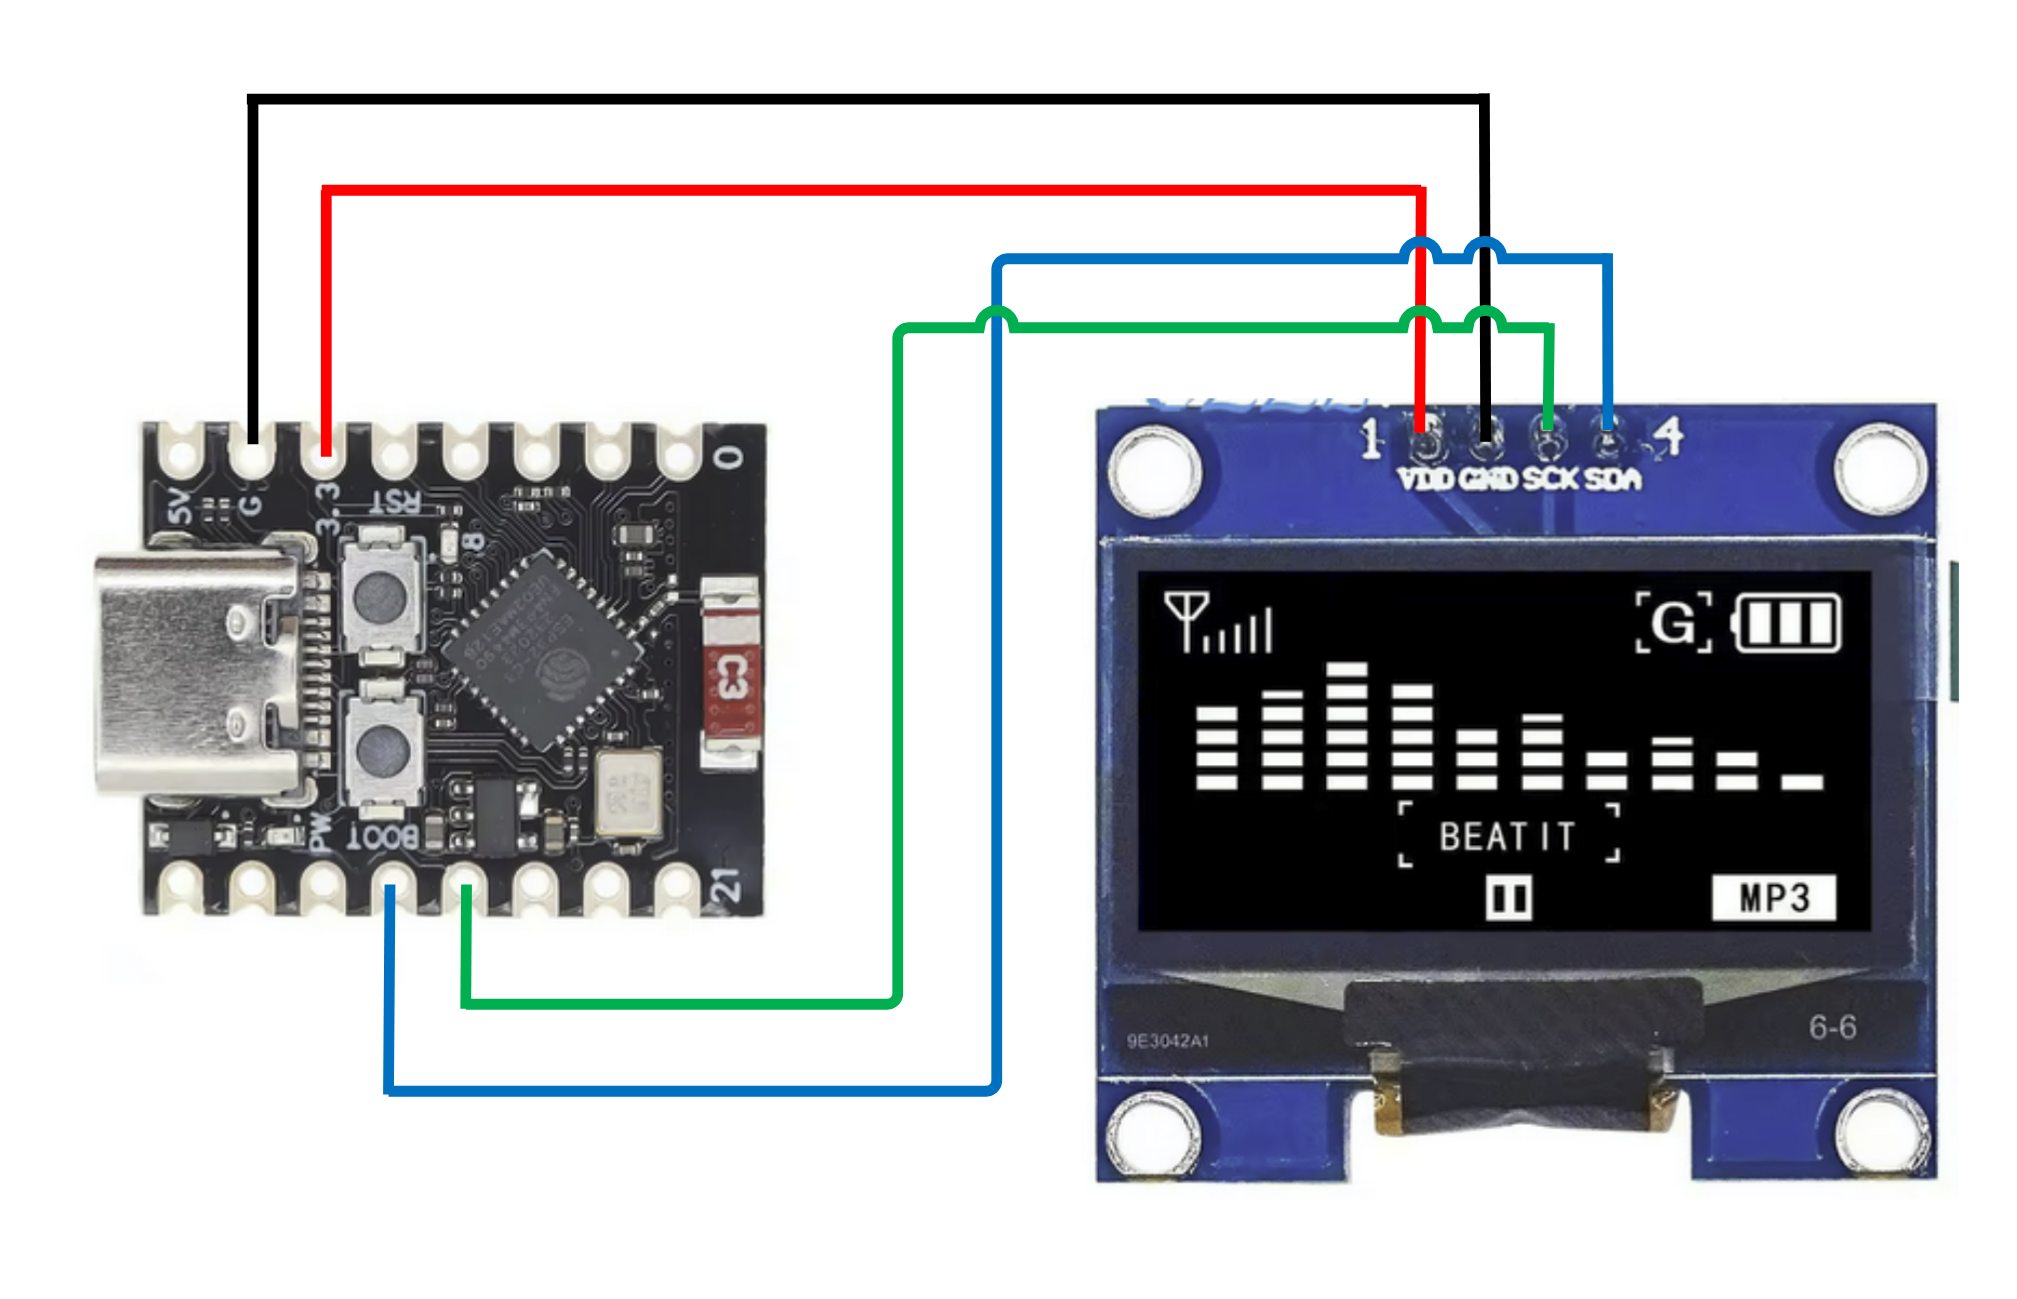 5V
G
3.3
RST
0
8
C3
PW
BOOT
21
1
4
VDD GND SCK SDA
G
BEAT IT
MP3
9E3042A1
6-6